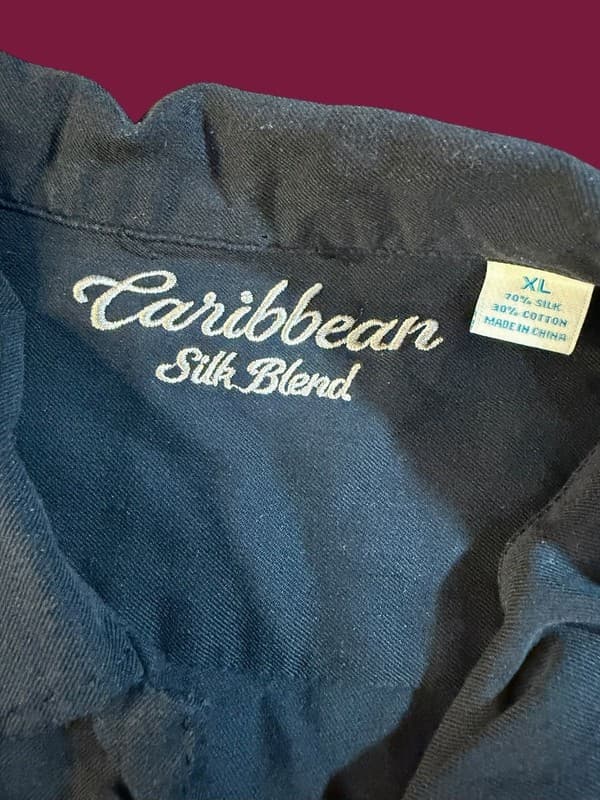 Caribbean
Silk Blend
XL
70% SILK
30% COTTON
MADE IN CHINA